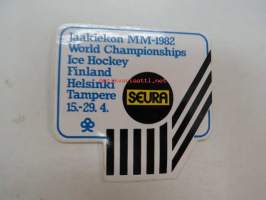 Jääkiekon MM-1982
World Championships
Ice Hockey
Finland
Helsinki
Tampere
15.-29. 4.
SEURA